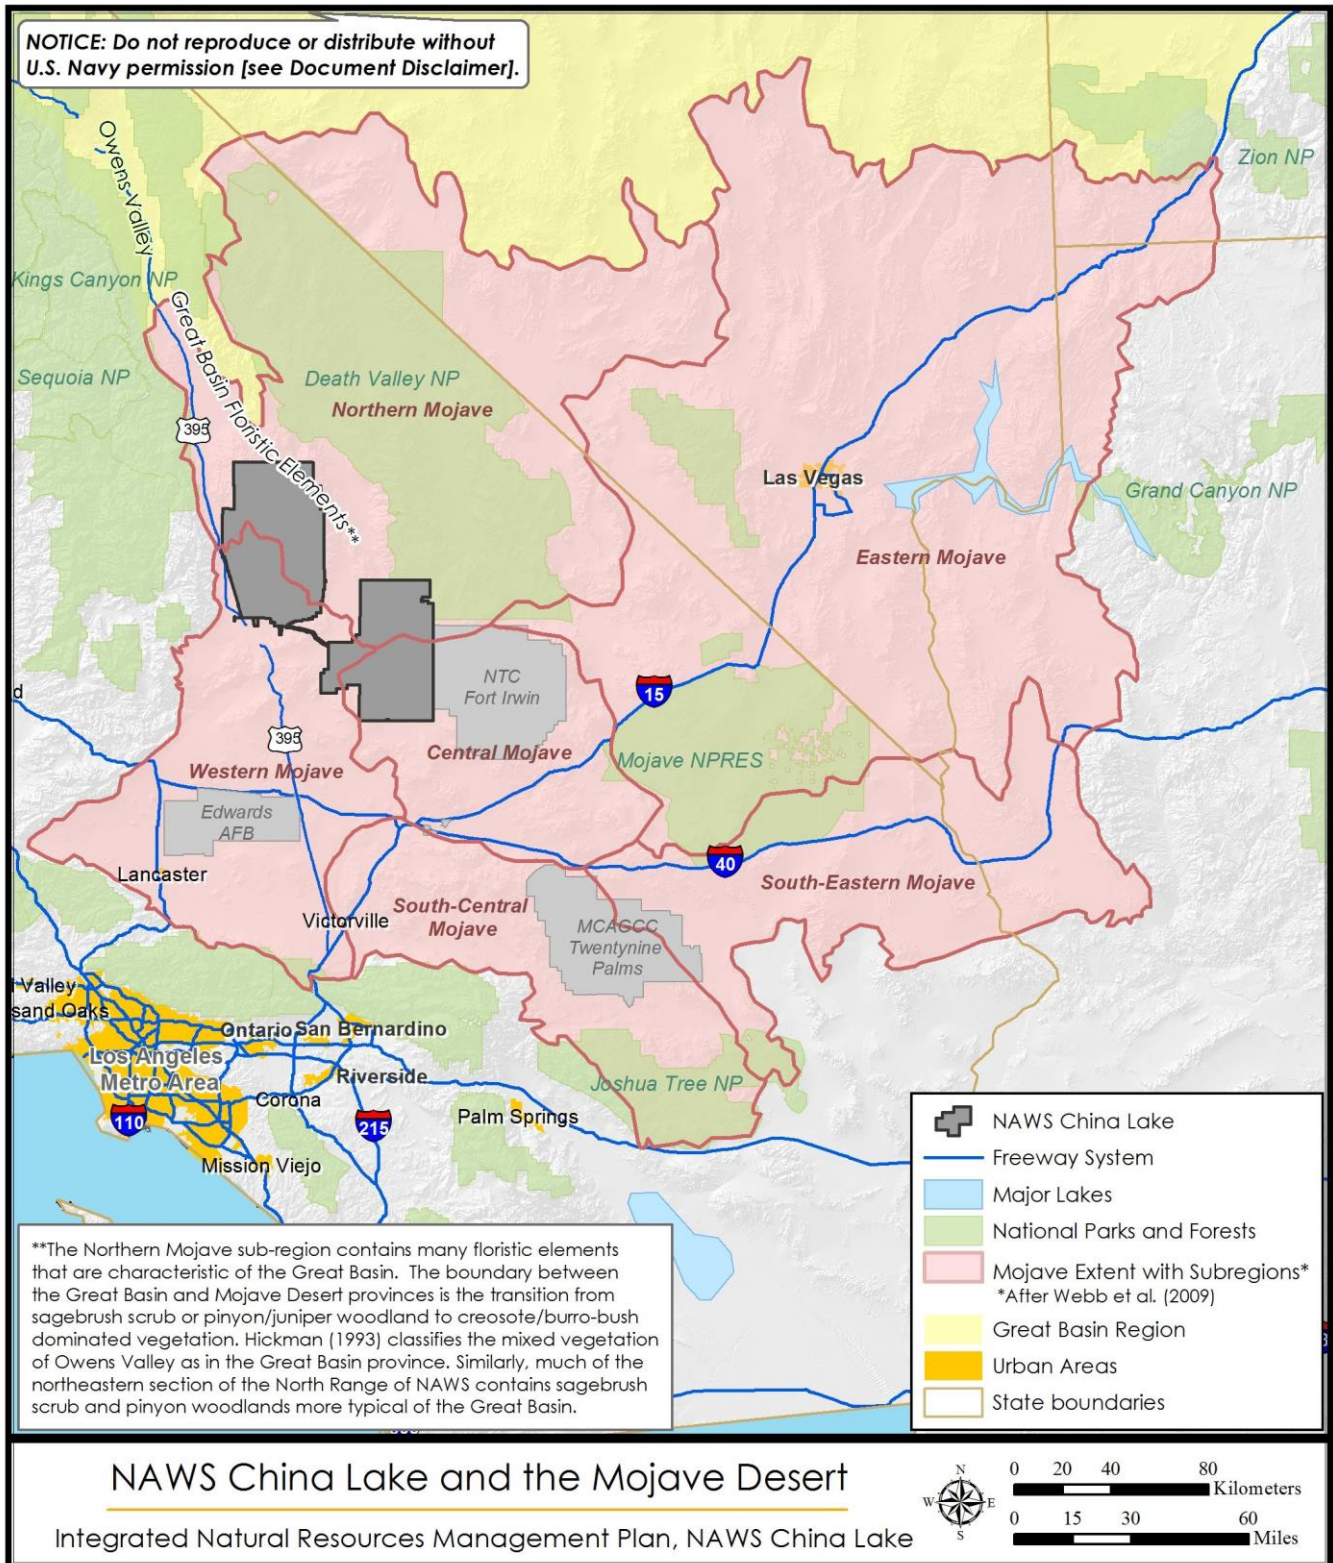 NOTICE: Do not reproduce or distribute without
U.S. Navy permission [see Document Disclaimer].
Owens Valley
Zion NP
Kings Canyon NP
Great Basin Floristic Elements**
Sequoia NP
Death Valley NP
Northern Mojave
395
Las Vegas
Grand Canyon NP
Eastern Mojave
NTC
Fort Irwin
15
d
395
Central Mojave
Mojave NPRES
Western Mojave
Edwards
AFB
40
Lancaster
South-Eastern Mojave
Victorville
South-Central
Mojave
MCAGCC
Twentynine
Palms
l Valley
sand Oaks
Ontario
San Bernardino
Los Angeles
Metro Area
Riverside
Joshua Tree NP
Corona
110
215
Palm Springs
Mission Viejo
NAWS China Lake
Freeway System
Major Lakes
National Parks and Forests
Mojave Extent with Subregions*
*After Webb et al. (2009)
Great Basin Region
Urban Areas
State boundaries
**The Northern Mojave sub-region contains many floristic elements
that are characteristic of the Great Basin. The boundary between
the Great Basin and Mojave Desert provinces is the transition from
sagebrush scrub or pinyon/juniper woodland to creosote/burro-bush
dominated vegetation. Hickman (1993) classifies the mixed vegetation
of Owens Valley as in the Great Basin province. Similarly, much of the
northeastern section of the North Range of NAWS contains sagebrush
scrub and pinyon woodlands more typical of the Great Basin.
NAWS China Lake and the Mojave Desert
Integrated Natural Resources Management Plan, NAWS China Lake
N
W E
S
0 20 40 80
Kilometers
0 15 30 60
Miles